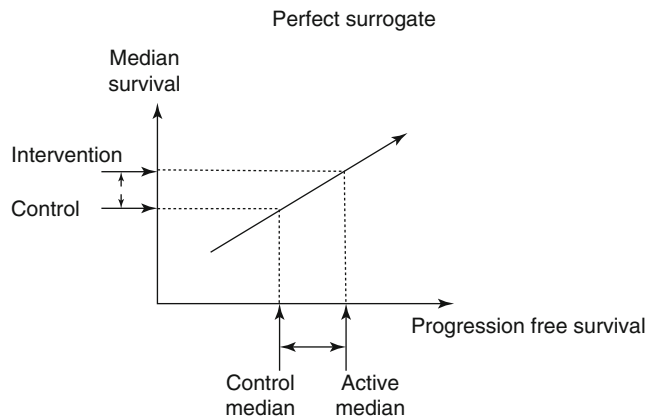 Perfect surrogate
Median
survival
Intervention
Control
Progression free survival
Control
median
Active
median